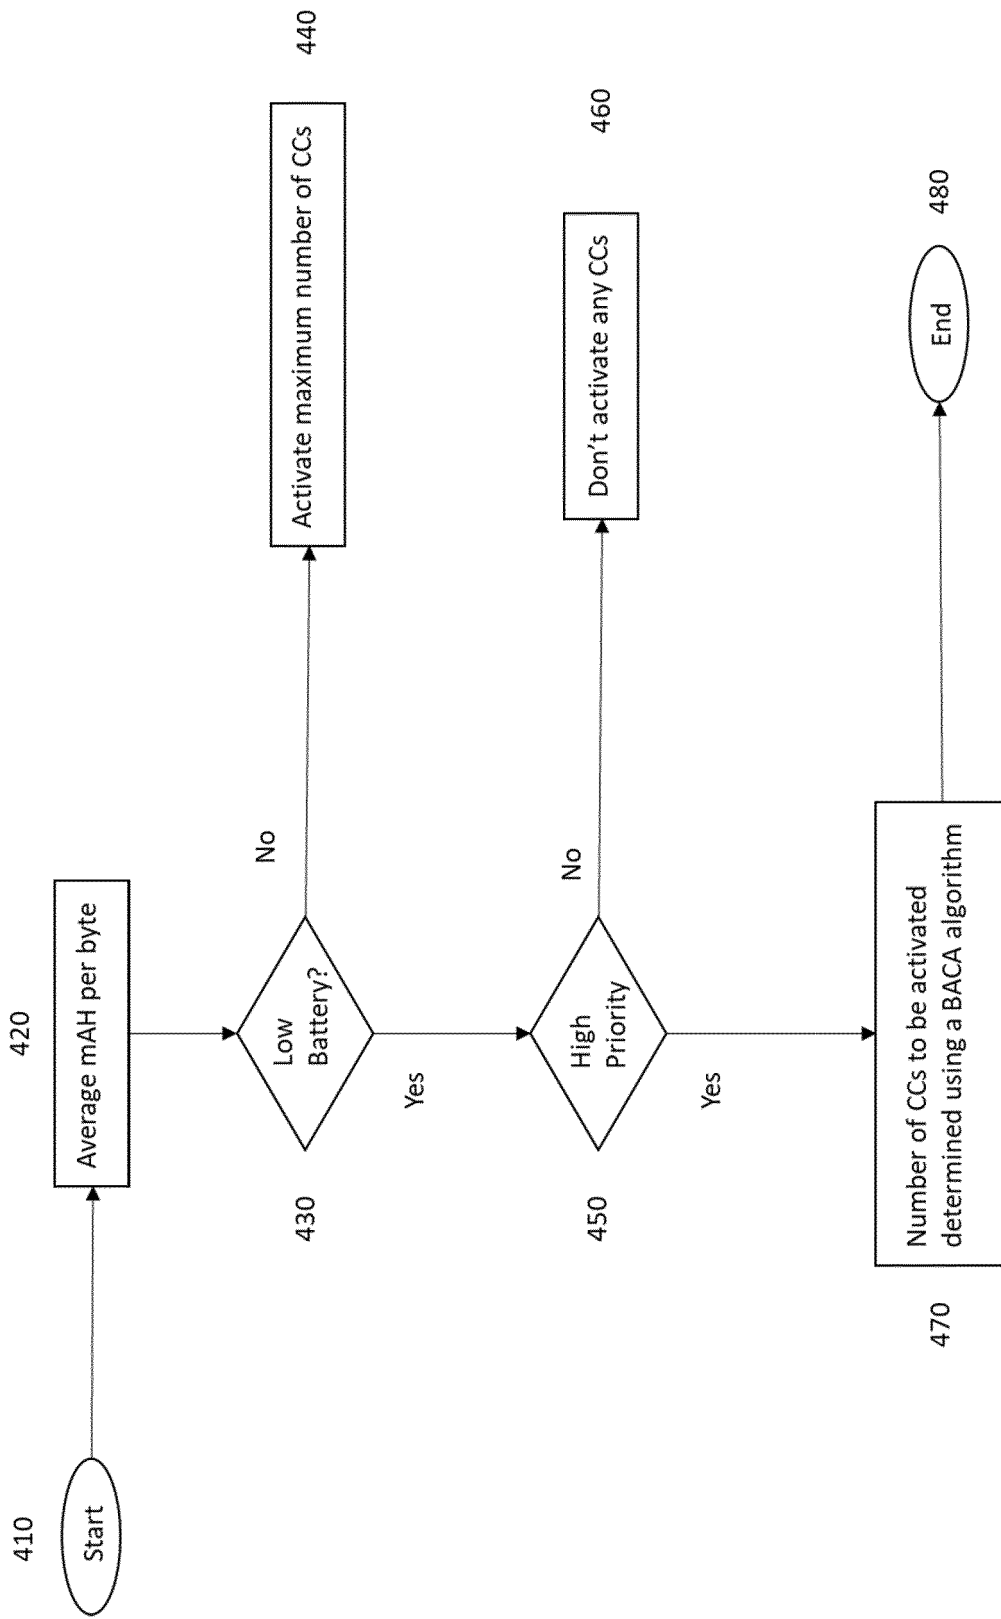 410
Start
420
Average mAH per byte
430
Low
Battery?
No
440
Activate maximum number of CCs
Yes
450
High
Priority
No
460
Don't activate any CCs
Yes
470
Number of CCs to be activated
determined using a BACA algorithm
480
End